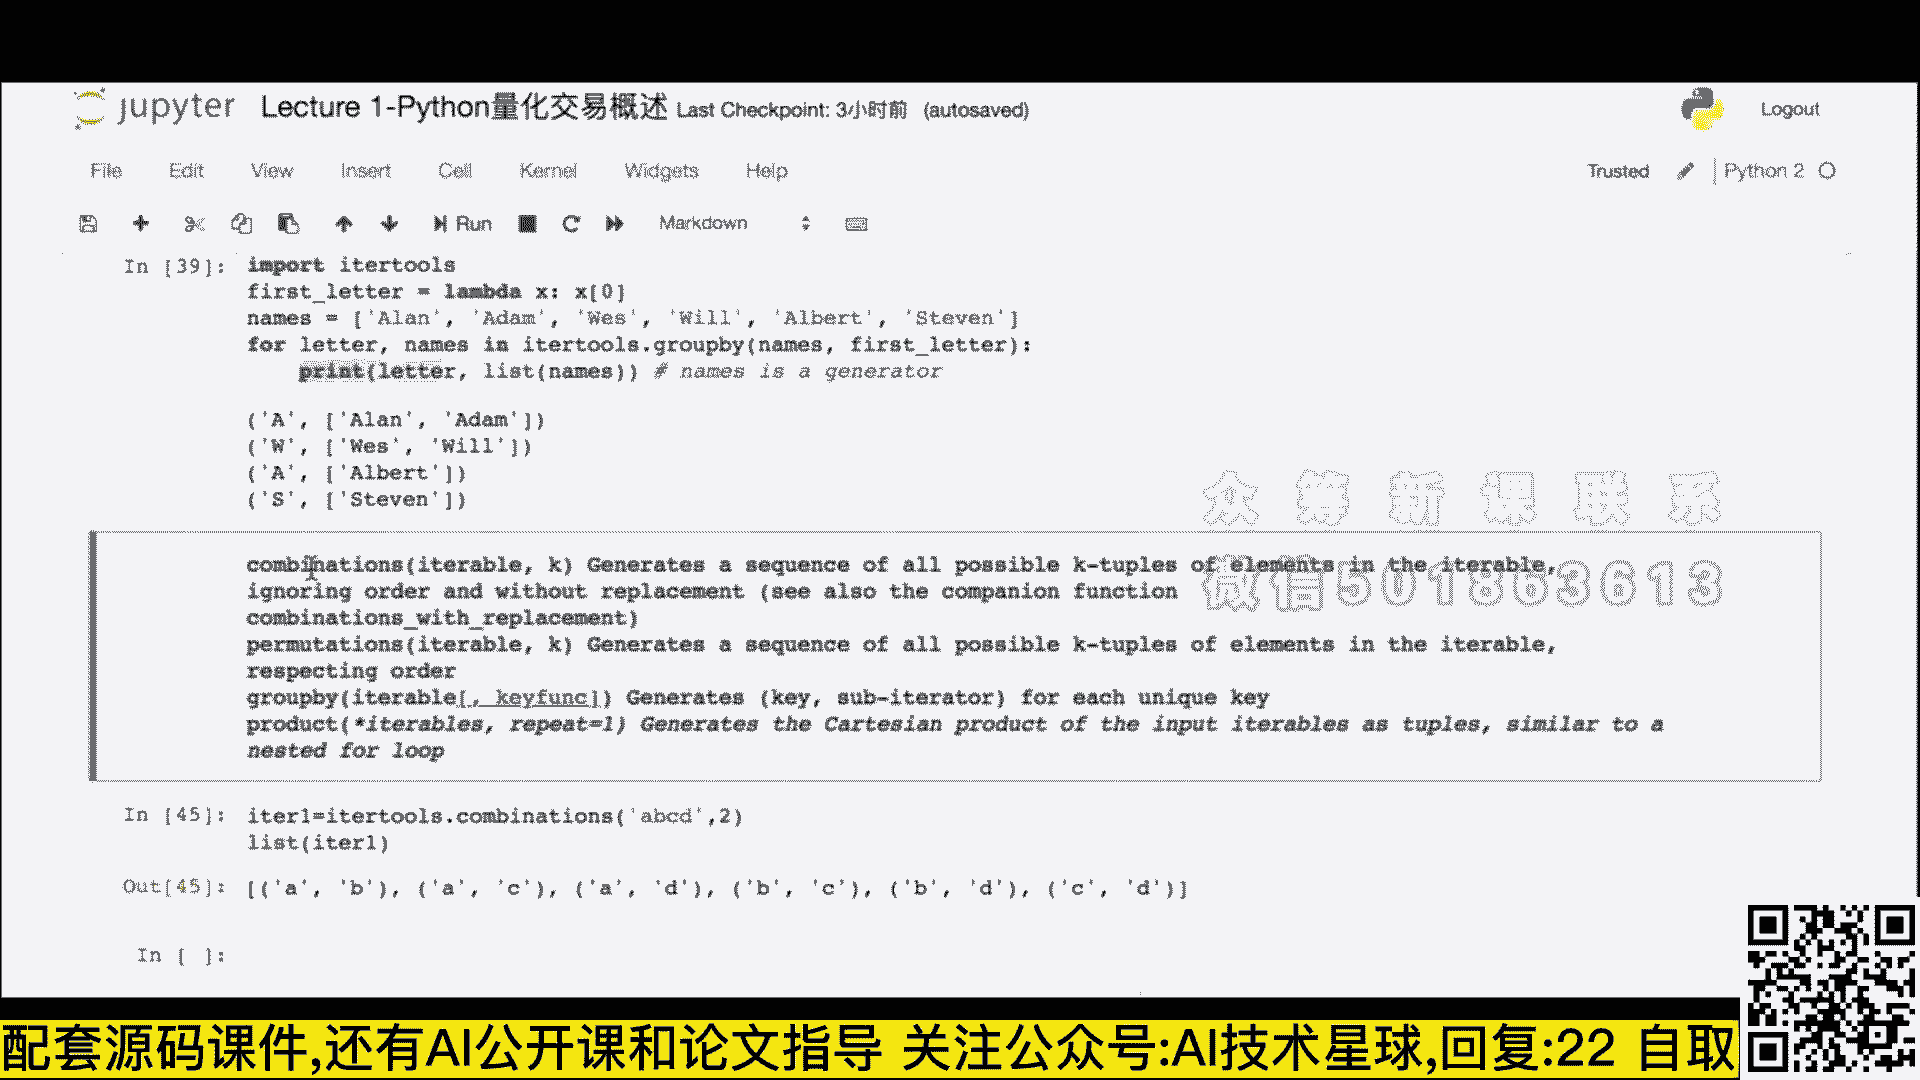 jupyter Lecture 1-Python量化交易概述 Last Checkpoint: 3小时前 (autosaved) Logout
File Edit View Insert Cell Kernel Widgets Help Trusted Python 2
Run Markdown
In [39]: import itertools
first_letter = lambda x: x[0]
names = ['Alan', 'Adam', 'Wes', 'Will', 'Albert', 'Steven']
for letter, names in itertools.groupby(names, first_letter):
print(letter, list(names)) # names is a generator
('A', ['Alan', 'Adam'])
('W', ['Wes', 'Will'])
('A', ['Albert'])
('S', ['Steven'])
众筹新课联系
微信501863613
combinations(iterable, k) Generates a sequence of all possible k-tuples of elements in the iterable,
ignoring order and without replacement (see also the companion function
combinations_with_replacement)
permutations(iterable, k) Generates a sequence of all possible k-tuples of elements in the iterable,
respecting order
groupby(iterable[, keyfunc]) Generates (key, sub-iterator) for each unique key
product(*iterables, repeat=1) Generates the Cartesian product of the input iterables as tuples, similar to a
nested for loop
In [45]: iter1=itertools.combinations('abcd',2)
list(iter1)
Out[45]: [('a', 'b'), ('a', 'c'), ('a', 'd'), ('b', 'c'), ('b', 'd'), ('c', 'd')]
In [ ]:
配套源码课件,还有AI公开课和论文指导 关注公众号:AI技术星球,回复:22 自取